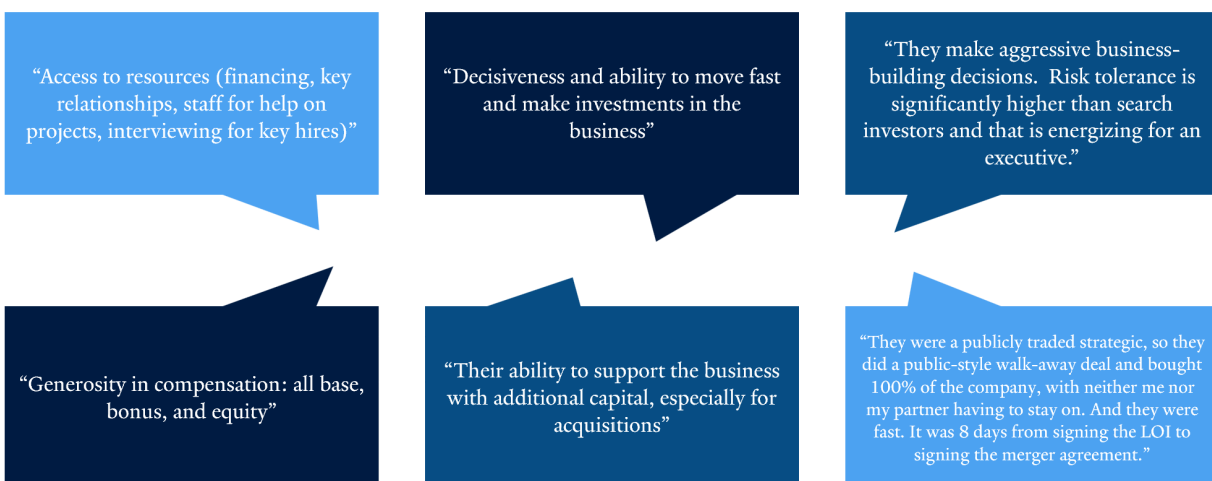 “Access to resources (financing, key
relationships, staff for help on
projects, interviewing for key hires)”
“Decisiveness and ability to move fast
and make investments in the
business”
“They make aggressive business-
building decisions.  Risk tolerance is
significantly higher than search
investors and that is energizing for an
executive.”
“Generosity in compensation: all base,
bonus, and equity”
“Their ability to support the business
with additional capital, especially for
acquisitions”
“They were a publicly traded strategic, so they
did a public-style walk-away deal and bought
100% of the company, with neither me nor
my partner having to stay on. And they were
fast. It was 8 days from signing the LOI to
signing the merger agreement.”